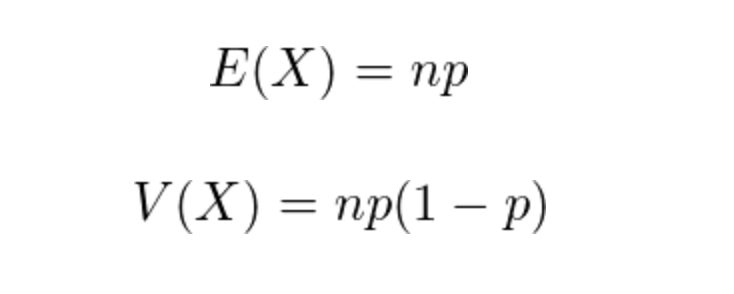 E(X) = np
V(X) = np(1 − p)